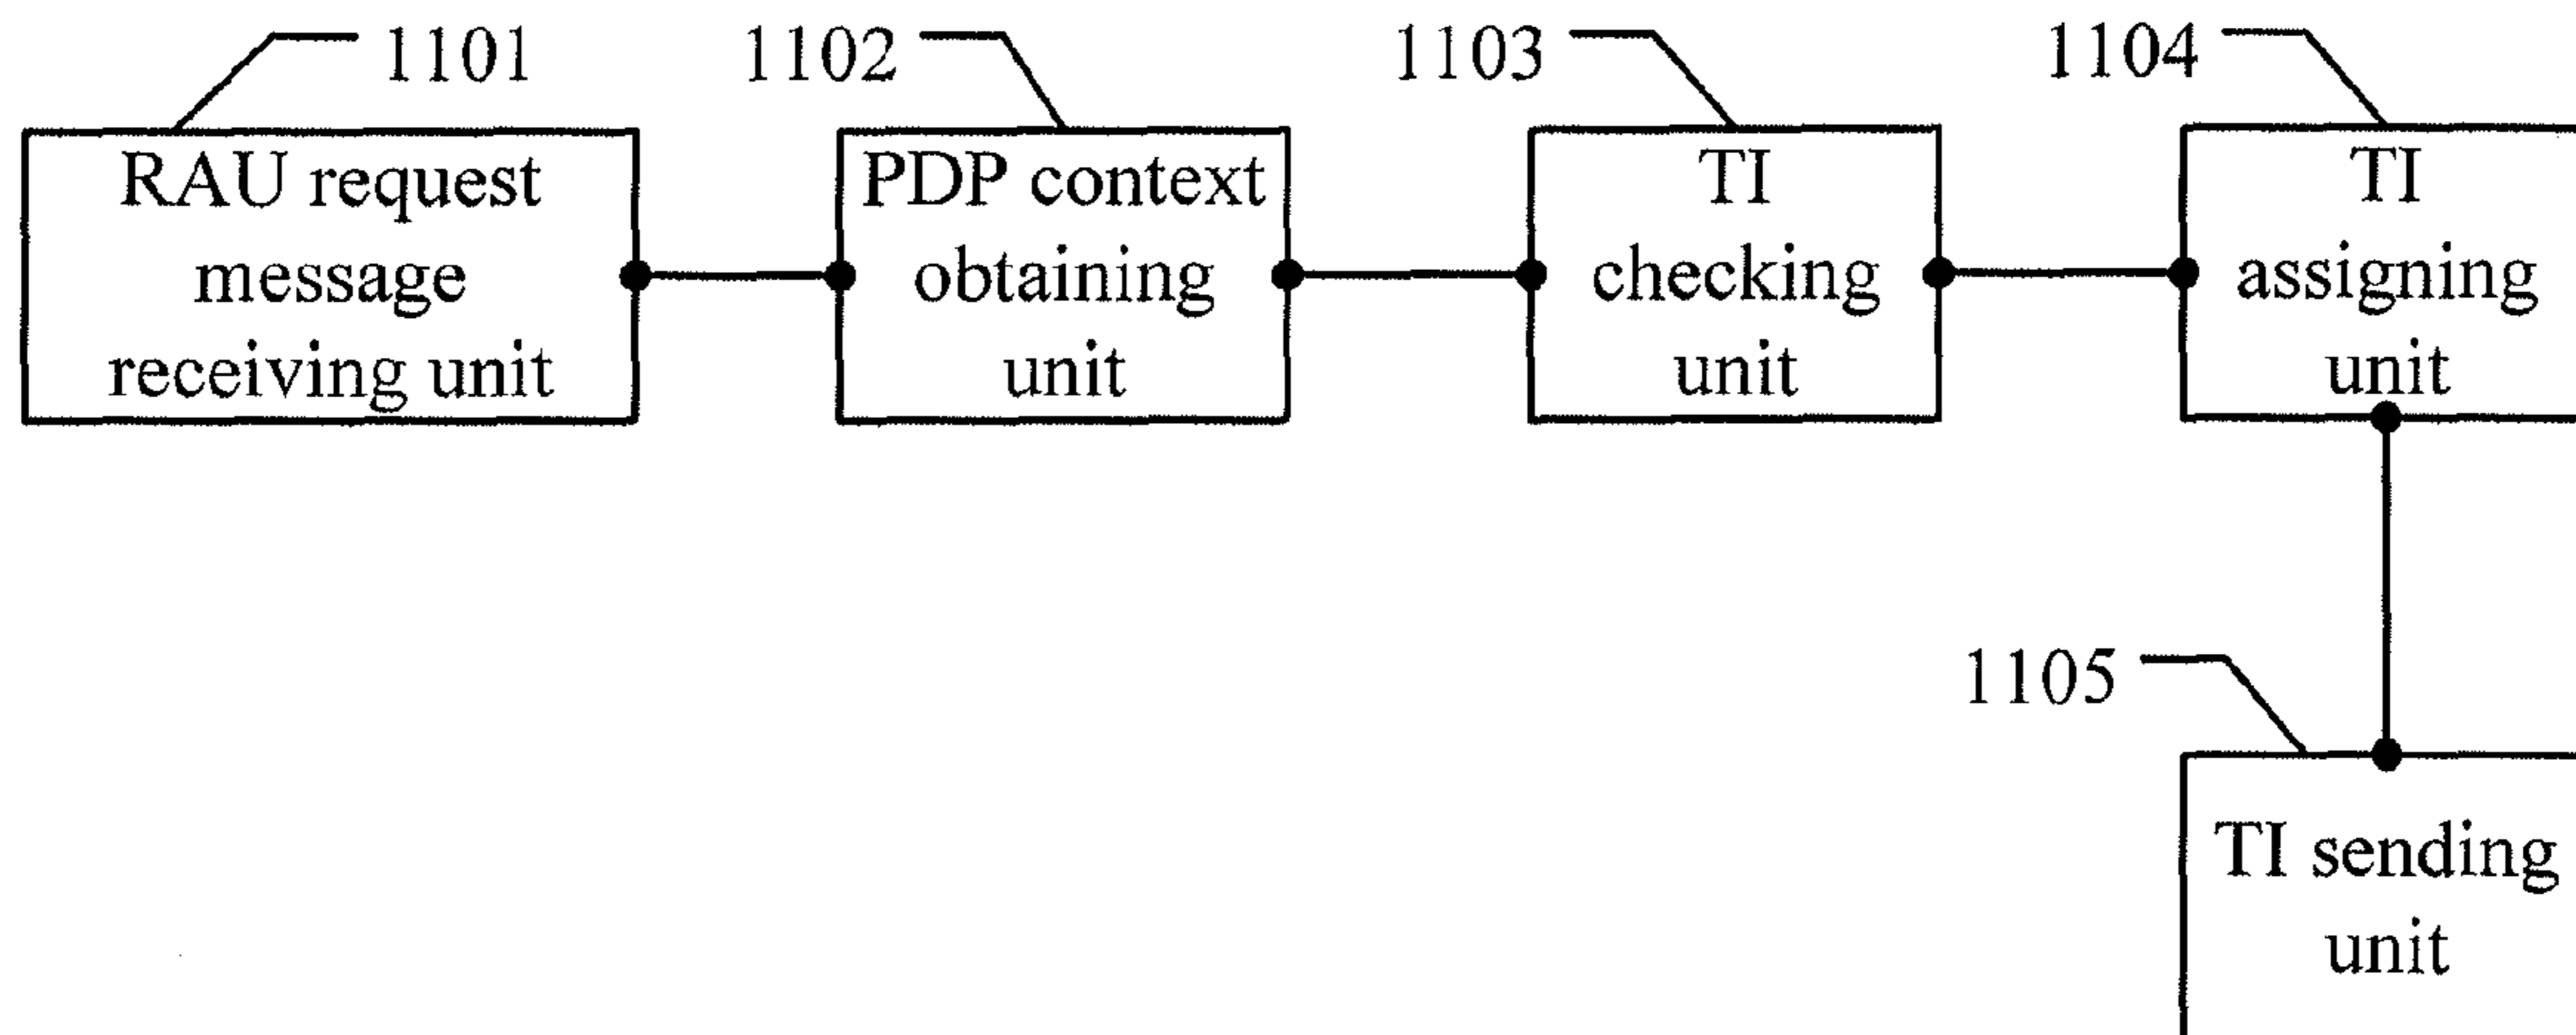 1101
1102
1103
1104
RAU request
message
receiving unit
PDP context
obtaining
unit
TI
checking
unit
TI
assigning
unit
1105
TI sending
unit